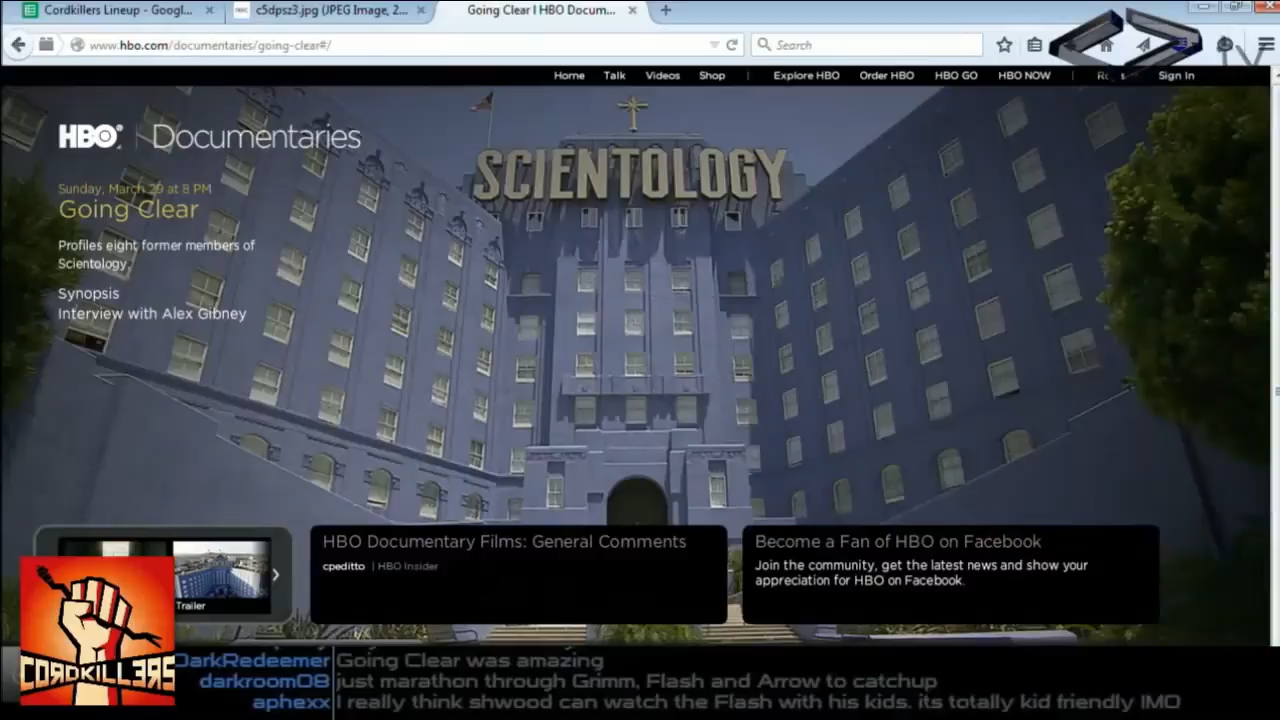 Cordkillers Lineup - Googl...
c5dpsz3.jpg (JPEG Image, 2...
Going Clear | HBO Docum...
www.hbo.com/documentaries/going-clear#/
Search
Home
Talk
Videos
Shop
Explore HBO
Order HBO
HBO GO
HBO NOW
Sign In
HBO Documentaries
SCIENTOLOGY
Sunday, March 29 at 8 PM
Going Clear
Profiles eight former members of
Scientology
Synopsis
Interview with Alex Gibney
Trailer
HBO Documentary Films: General Comments
cpeditto | HBO Insider
Become a Fan of HBO on Facebook
Join the community, get the latest news and show your
appreciation for HBO on Facebook.
CORDKILLERS
DarkRedeemer Going Clear was amazing
darkroom08 just marathon through Grimm, Flash and Arrow to catchup
aphexx I really think shwood can watch the Flash with his kids. its totally kid friendly IMO